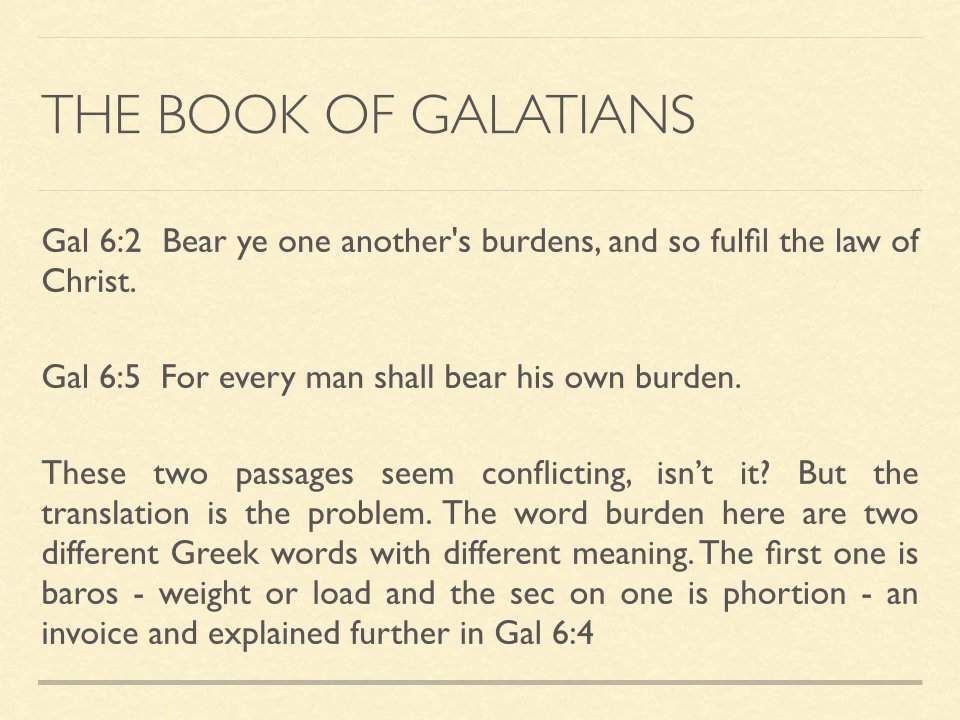 THE BOOK OF GALATIANS
Gal 6:2  Bear ye one another's burdens, and so fulfil the law of
Christ.
Gal 6:5  For every man shall bear his own burden.
These two passages seem conflicting, isn’t it? But the
translation is the problem. The word burden here are two
different Greek words with different meaning. The first one is
baros - weight or load and the sec on one is phortion - an
invoice and explained further in Gal 6:4